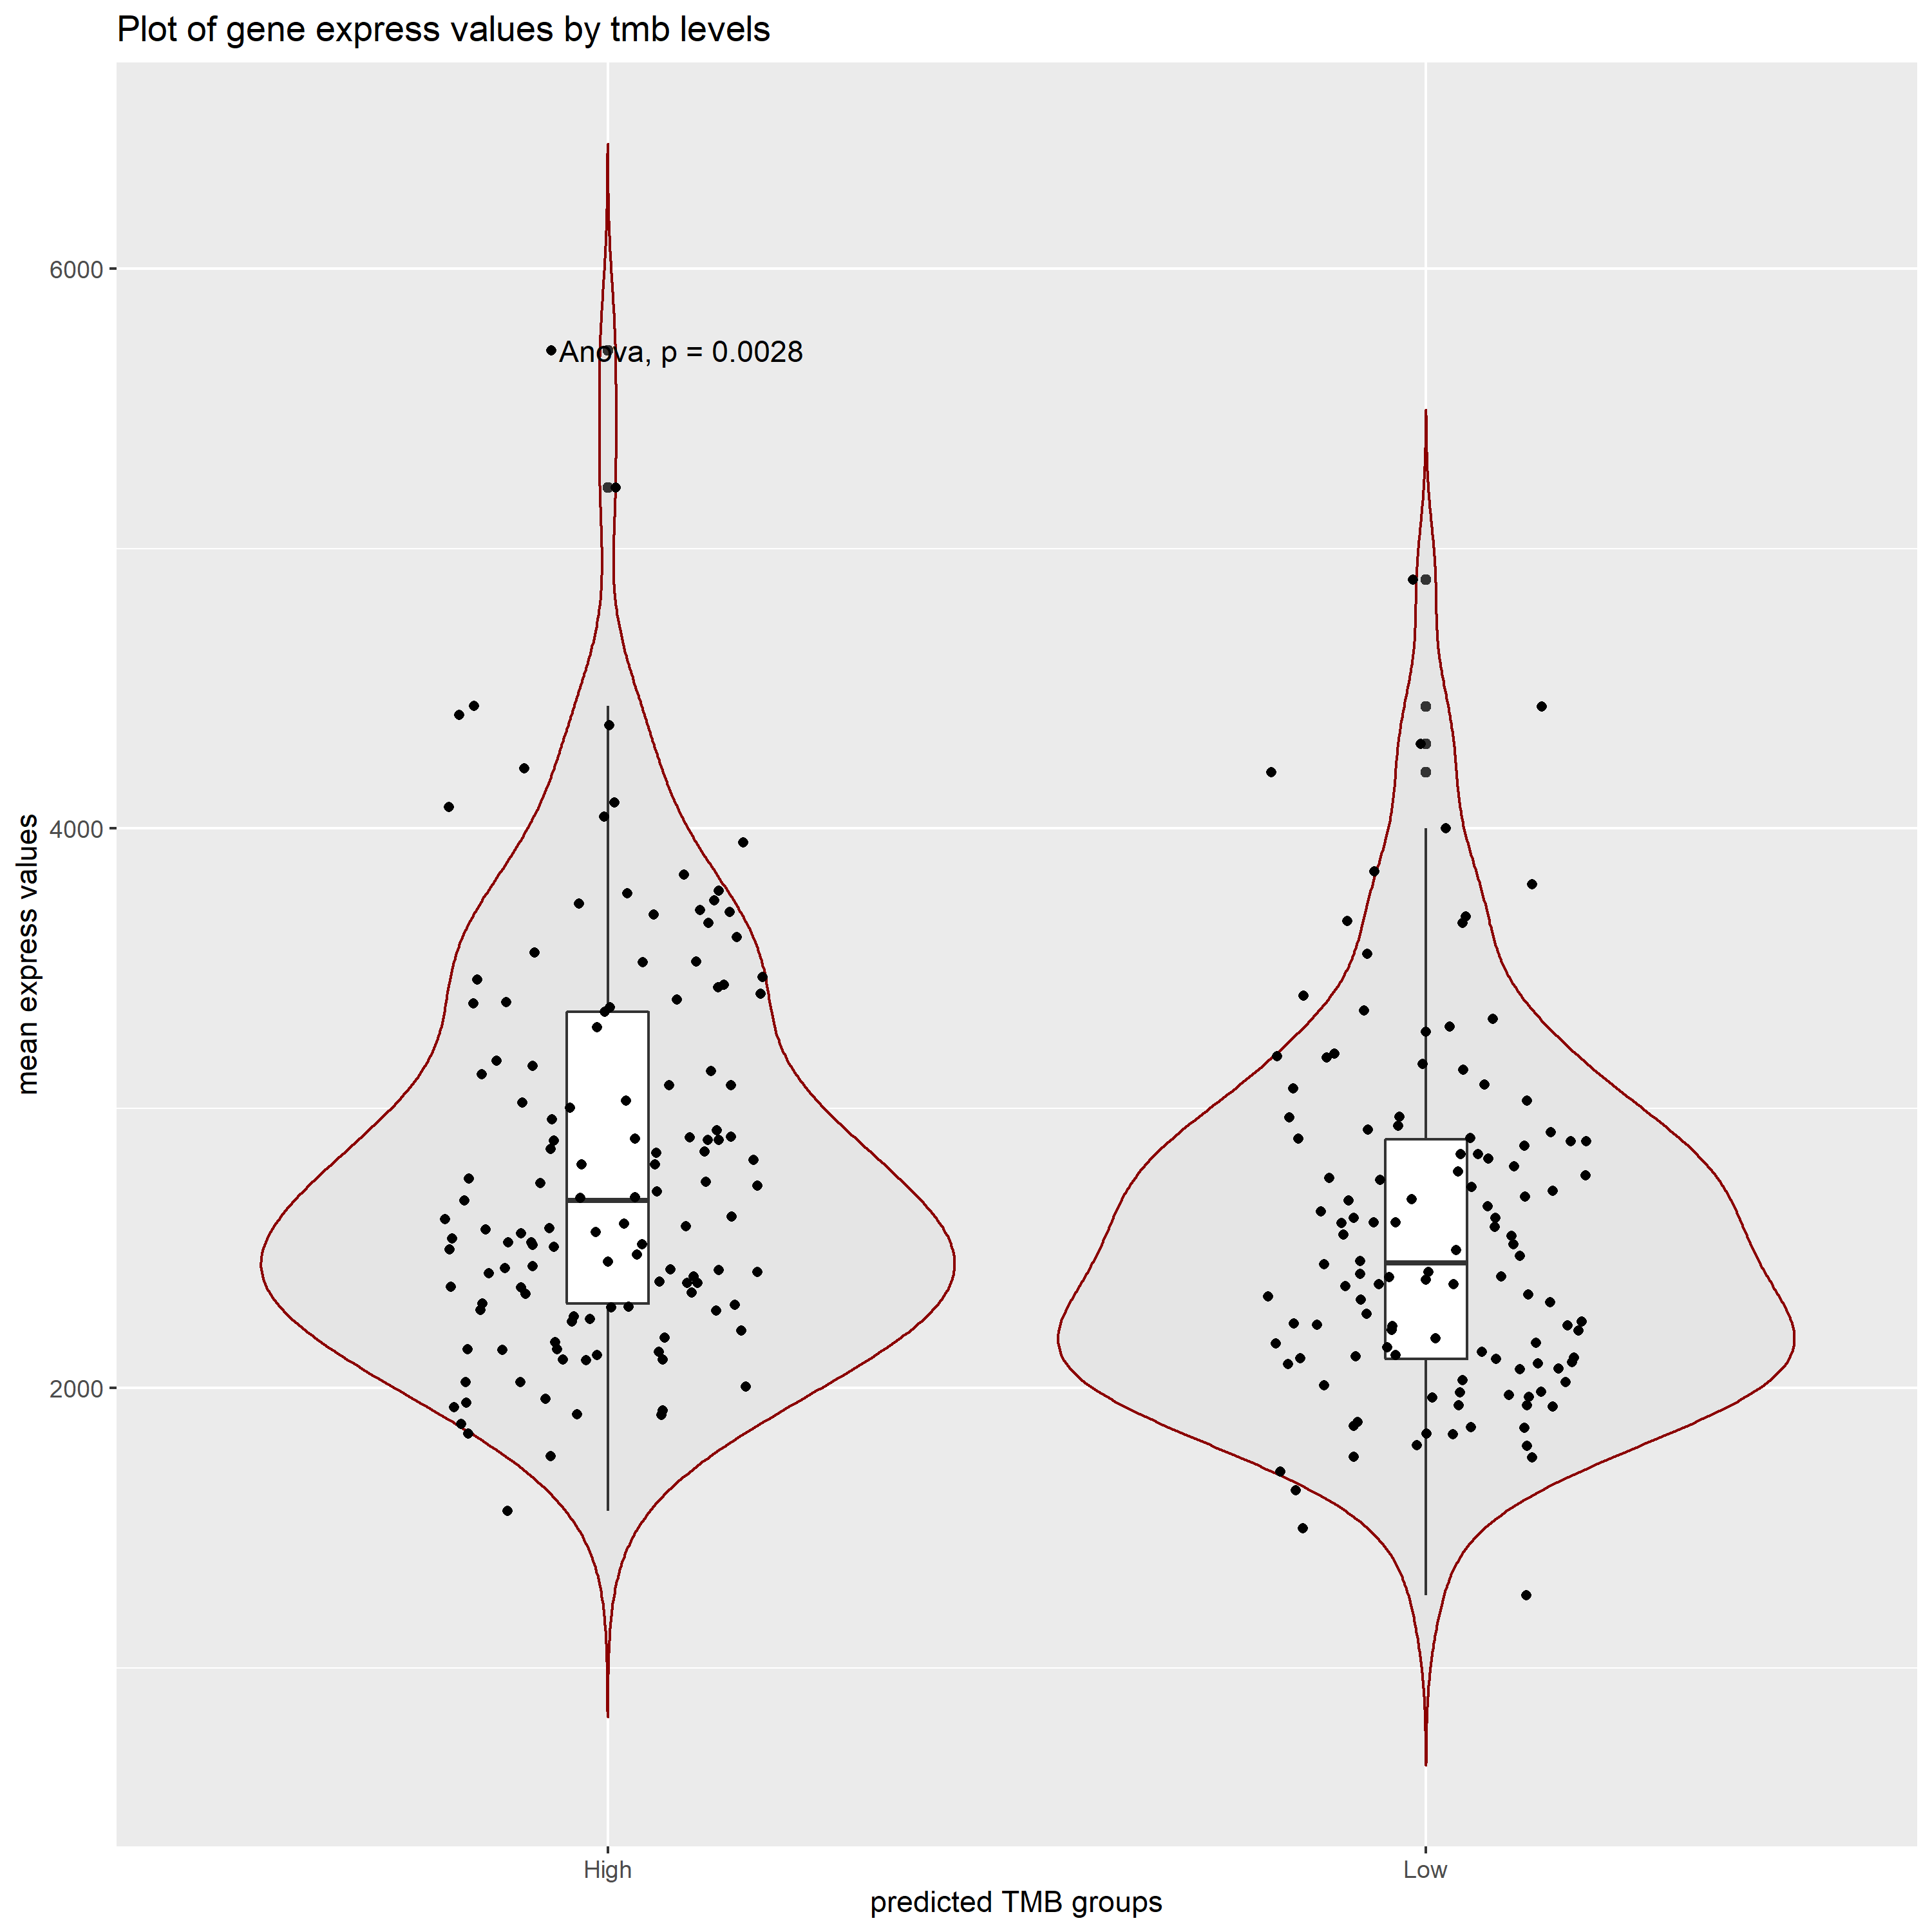 Plot of gene express values by tmb levels
6000
Anova, p = 0.0028
4000
mean express values
2000
High
Low
predicted TMB groups